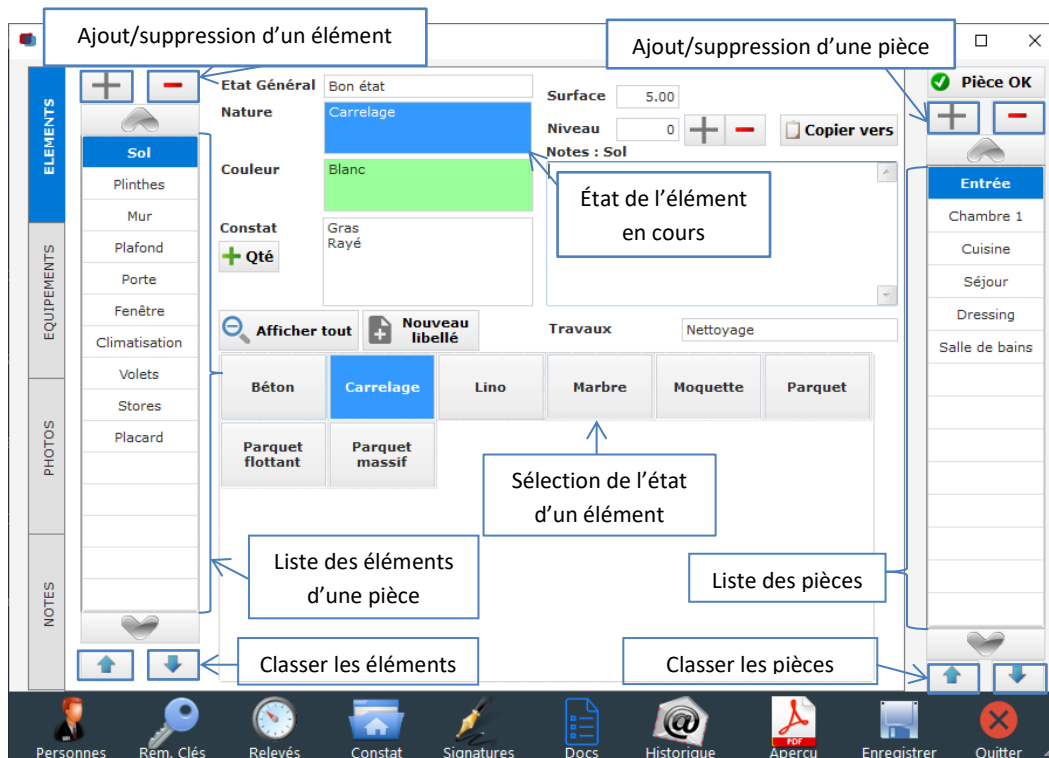 Ajout/suppression d’un élément
Ajout/suppression d’une pièce
ELEMENTS
EQUIPEMENTS
PHOTOS
NOTES
Sol
Plinthes
Mur
Plafond
Porte
Fenêtre
Climatisation
Volets
Stores
Placard
Etat Général
Bon état
Nature
Carrelage
Couleur
Blanc
Constat
Gras
Rayé
Qté
Surface
5.00
Niveau
0
Copier vers
Notes : Sol
État de l’élément
en cours
Afficher tout
Nouveau
libellé
Travaux
Nettoyage
Béton
Carrelage
Lino
Marbre
Moquette
Parquet
Parquet
flottant
Parquet
massif
Sélection de l’état
d’un élément
Liste des éléments
d’une pièce
Classer les éléments
Pièce OK
Entrée
Chambre 1
Cuisine
Séjour
Dressing
Salle de bains
Liste des pièces
Classer les pièces
Personnes
Rem. Clés
Relevés
Constat
Signatures
Docs
Historique
PDF
Aperçu
Enregistrer
Quitter